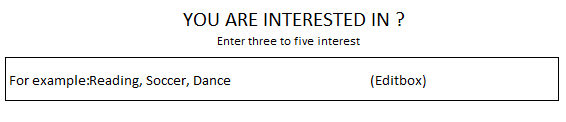 YOU ARE INTERESTED IN ?
Enter three to five interest
For example:Reading, Soccer, Dance (Editbox)